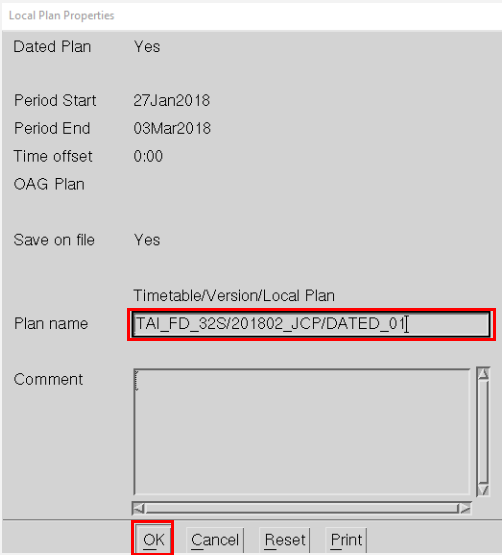 Local Plan Properties
Dated Plan Yes
Period Start 27Jan2018
Period End 03Mar2018
Time offset 0:00
OAG Plan
Save on file Yes
Timetable/Version/Local Plan
Plan name TAI_FD_32S/201802_JCP/DATED_01
Comment
OK Cancel Reset Print